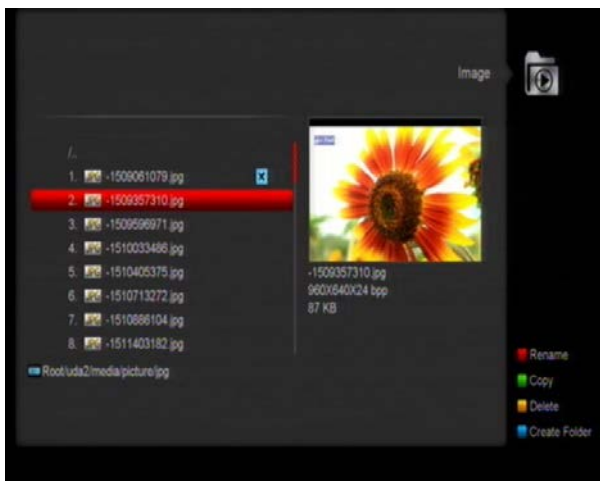 Image
/..
1. -1509061079.jpg
2. -1509357310.jpg
3. -1509596971.jpg
4. -1510033486.jpg
5. -1510405375.jpg
6. -1510713272.jpg
7. -1510886104.jpg
8. -1511403182.jpg
-1509357310.jpg
960X640X24 bpp
87 KB
Root/uda2/media/picture/jpg
Rename
Copy
Delete
Create Folder